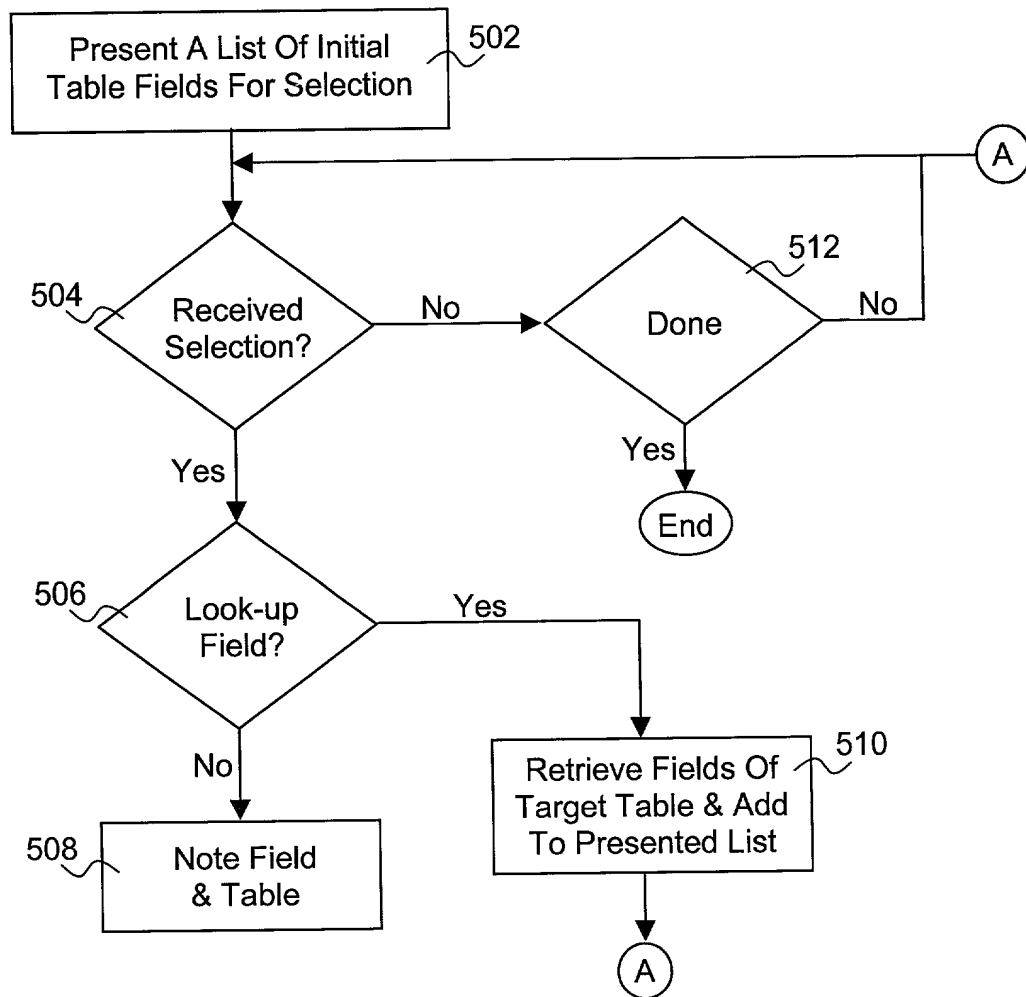 Present A List Of Initial
Table Fields For Selection
502
A
504
Received
Selection?
No
512
Done
No
Yes
Yes
End
506
Look-up
Field?
Yes
No
510
Retrieve Fields Of
Target Table & Add
To Presented List
508
Note Field
& Table
A